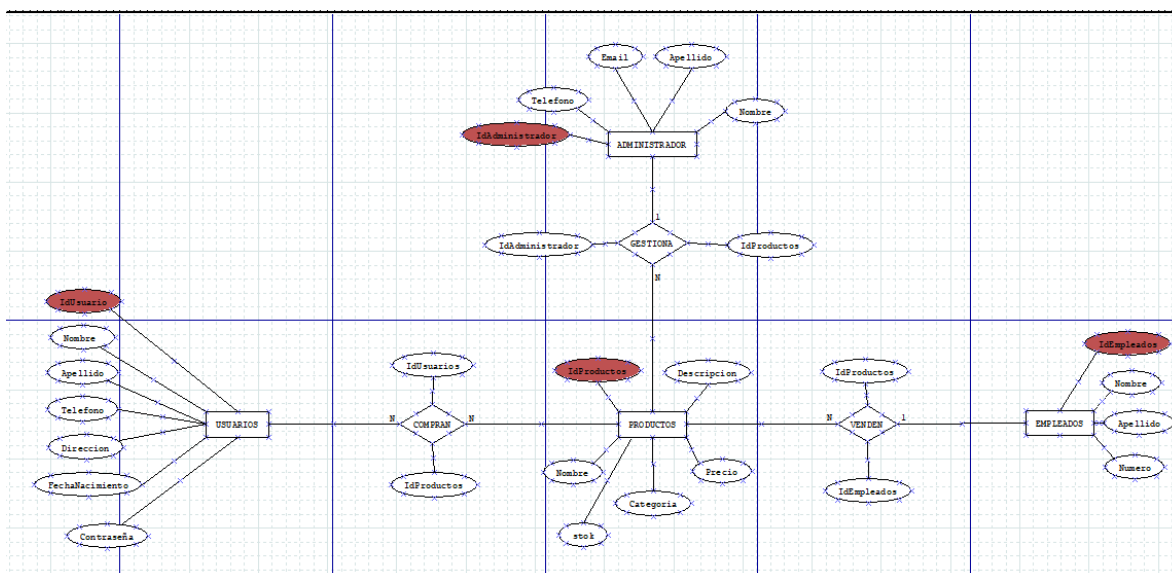 Email
Apellido
Telefono
Nombre
IdAdministrador
ADMINISTRADOR
1
IdAdministrador
GESTIONA
IdProductos
N
IdUsuario
Nombre
Apellido
Telefono
Direccion
FechaNacimiento
Contraseña
USUARIOS
N
IdUsuarios
COMPRAN
IdProductos
N
IdProductos
Descripcion
PRODUCTOS
Nombre
Precio
Categoria
stok
N
IdProductos
VENDEN
IdEmpleados
1
IdEmpleados
Nombre
EMPLEADOS
Apellido
Numero